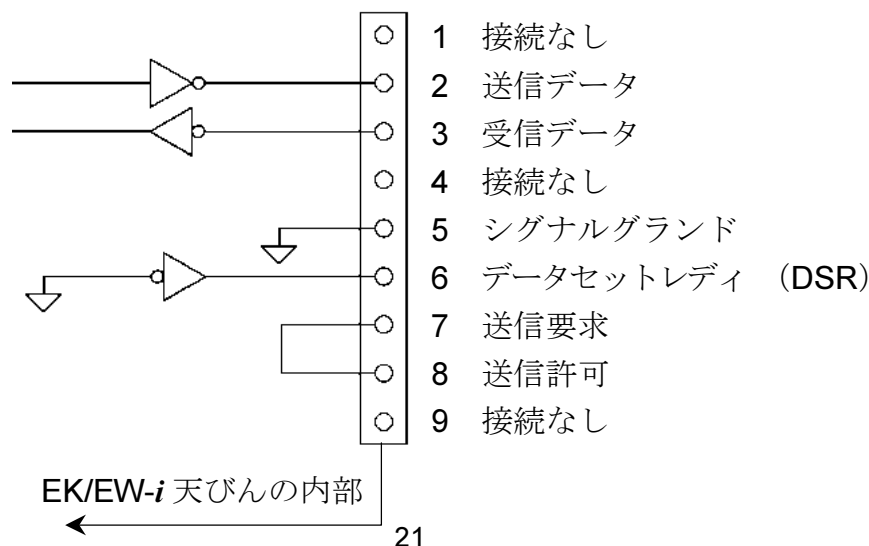 1 接続なし
2 送信データ
3 受信データ
4 接続なし
5 シグナルグランド
6 データセットレディ （DSR）
7 送信要求
8 送信許可
9 接続なし
EK/EW-i 天びんの内部
21